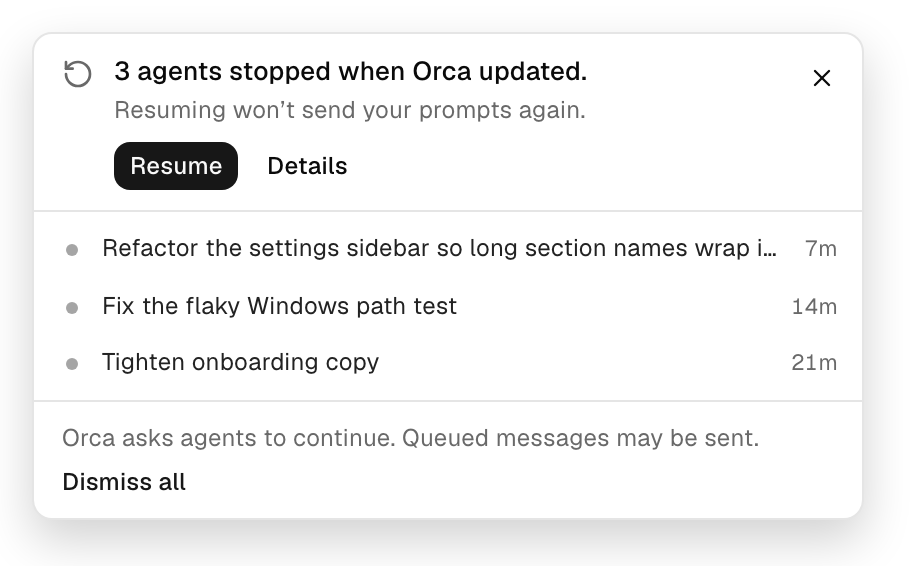 3 agents stopped when Orca updated.
Resuming won’t send your prompts again.
Resume
Details
Refactor the settings sidebar so long section names wrap i…
7m
Fix the flaky Windows path test
14m
Tighten onboarding copy
21m
Orca asks agents to continue. Queued messages may be sent.
Dismiss all